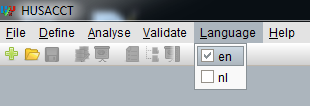 HUSACCT
File Define Analyse Validate Language Help
en
nl